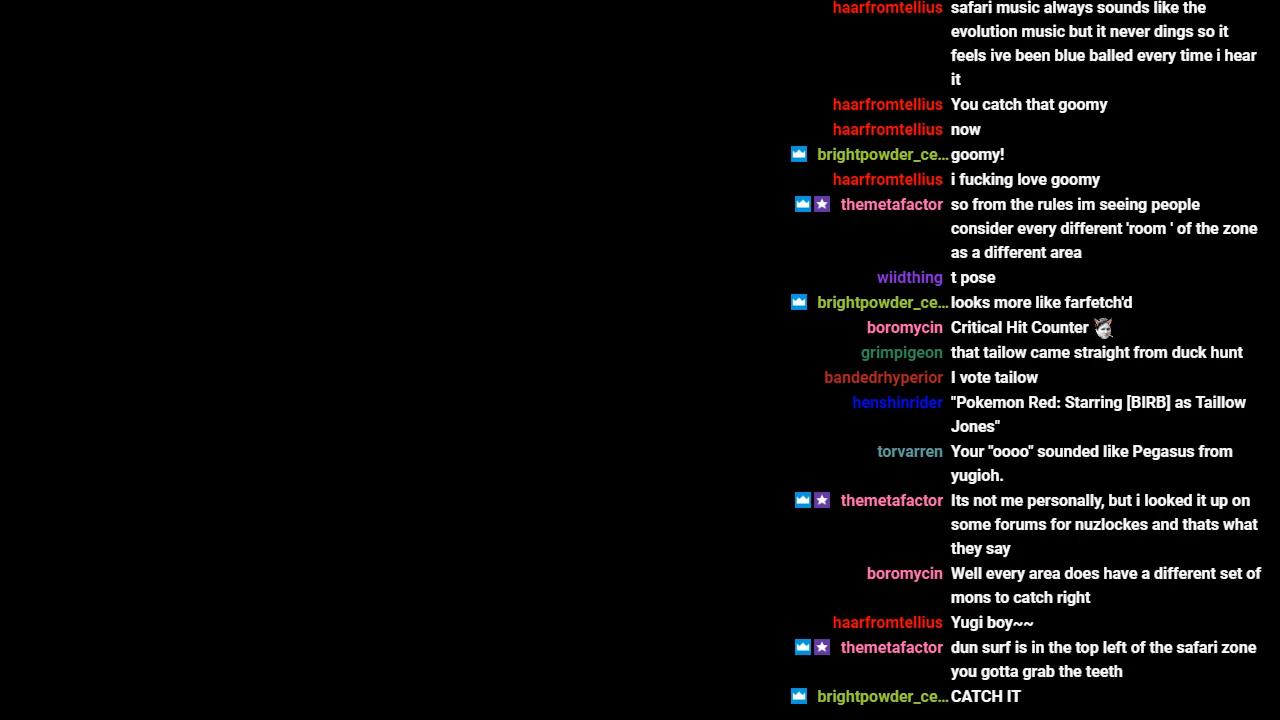 haarfromtellius safari music always sounds like the
evolution music but it never dings so it
feels ive been blue balled every time i hear
it
haarfromtellius You catch that goomy
haarfromtellius now
brightpowder_ce... goomy!
haarfromtellius i fucking love goomy
themetafactor so from the rules im seeing people
consider every different 'room ' of the zone
as a different area
wiidthing t pose
brightpowder_ce... looks more like farfetch'd
boromycin Critical Hit Counter
grimpigeon that tailow came straight from duck hunt
bandedrhyperior I vote tailow
henshinrider "Pokemon Red: Starring [BIRB] as Taillow
Jones"
torvarren Your "oooo" sounded like Pegasus from
yugioh.
themetafactor Its not me personally, but i looked it up on
some forums for nuzlockes and thats what
they say
boromycin Well every area does have a different set of
mons to catch right
haarfromtellius Yugi boy~~
themetafactor dun surf is in the top left of the safari zone
you gotta grab the teeth
brightpowder_ce... CATCH IT